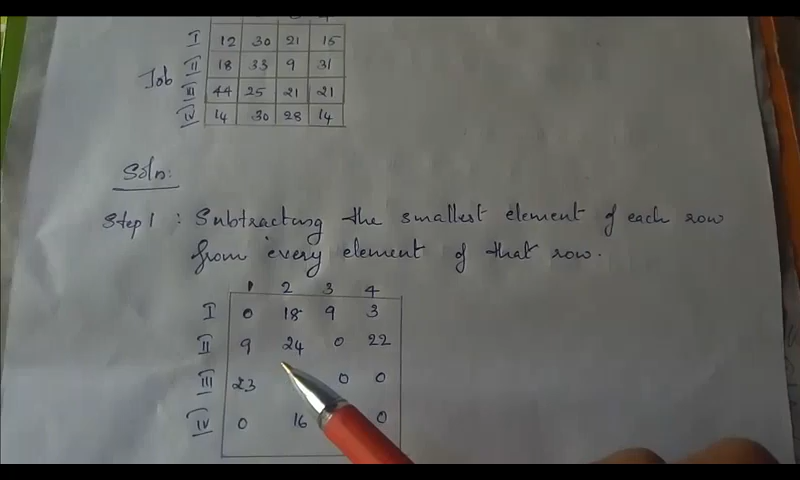 I 12 30 21 15
II 18 33 9 31
Job
III 44 25 21 21
IV 14 30 28 14
Soln:
Step 1 : Subtracting the smallest element of each row
from every element of that row.
1 2 3 4
I 0 18 9 3
II 9 24 0 22
III 23 0 0
IV 0 16 0